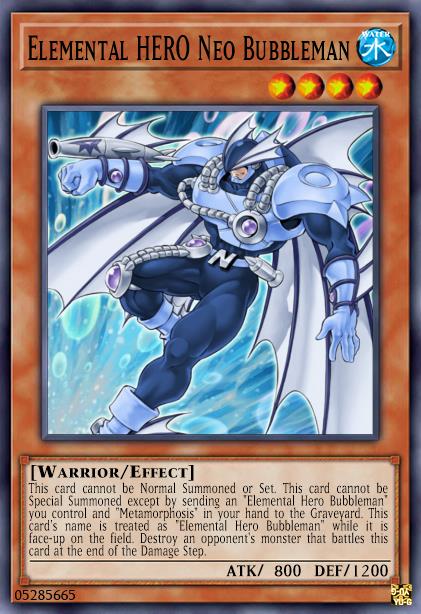 Elemental HERO Neo Bubbleman
WATER
水
N
[Warrior/Effect]
This card cannot be Normal Summoned or Set. This card cannot be
Special Summoned except by sending an "Elemental Hero Bubbleman"
you control and "Metamorphosis" in your hand to the Graveyard. This
card's name is treated as "Elemental Hero Bubbleman" while it is
face-up on the field. Destroy an opponent's monster that battles this
card at the end of the Damage Step.
ATK/ 800 DEF/1200
05285665